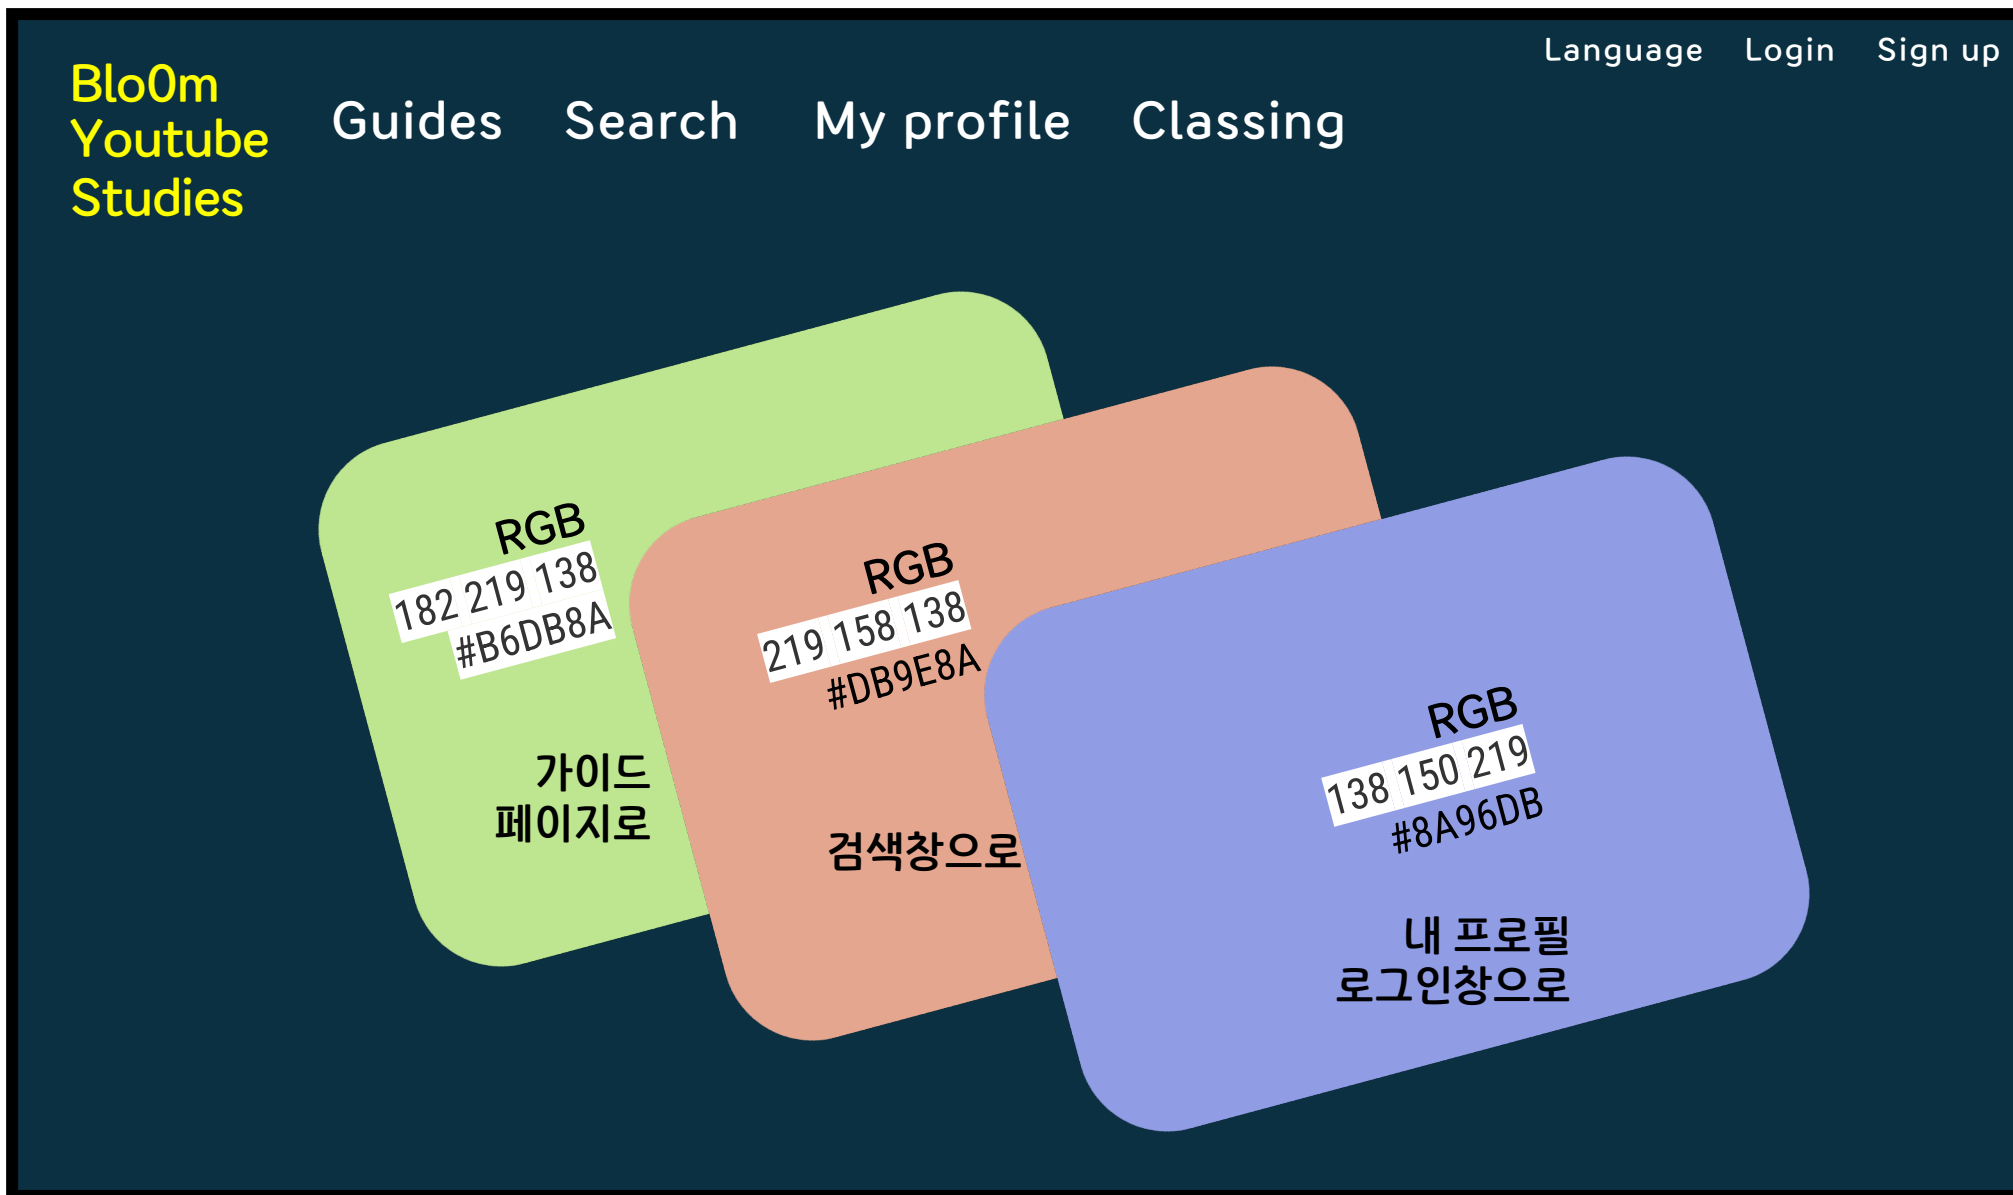 Language Login Sign up
Blo0m
Youtube
Studies
Guides Search My profile Classing
RGB
182 219 138
#B6DB8A
가이드
페이지로
RGB
219 158 138
#DB9E8A
검색창으로
RGB
138 150 219
#8A96DB
내 프로필
로그인창으로